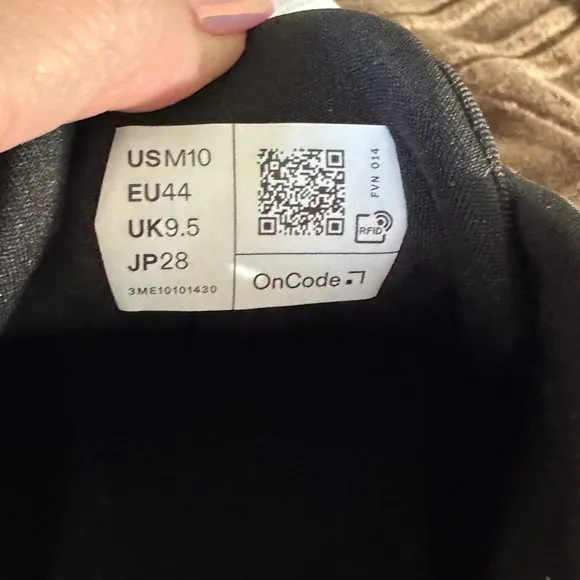 USM10
EU44
UK9.5
JP28
3ME10101430
FVN 014
RFID
OnCode